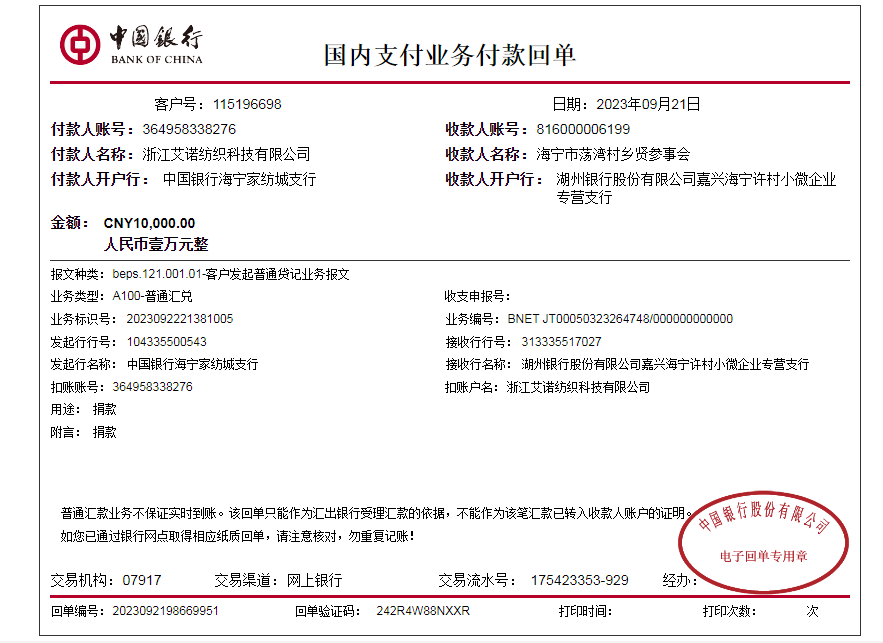 中国银行
BANK OF CHINA
国内支付业务付款回单
客户号：115196698 日期：2023年09月21日
付款人账号：364958338276 收款人账号：816000006199
付款人名称：浙江艾诺纺织科技有限公司 收款人名称：海宁市荡湾村乡贤参事会
付款人开户行：中国银行海宁家纺城支行 收款人开户行：湖州银行股份有限公司嘉兴海宁许村小微企业
专营支行
金额：CNY10,000.00
人民币壹万元整
报文种类：beps.121.001.01-客户发起普通贷记业务报文
业务类型：A100-普通汇兑 收支申报号：
业务标识号：2023092221381005 业务编号：BNET JT00050323264748/000000000000
发起行行号：104335500543 接收行行号：313335517027
发起行名称：中国银行海宁家纺城支行 接收行名称：湖州银行股份有限公司嘉兴海宁许村小微企业专营支行
扣账账号：364958338276 扣账户名：浙江艾诺纺织科技有限公司
用途：捐款
附言：捐款
普通汇款业务不保证实时到账。该回单只能作为汇出银行受理汇款的依据，不能作为该笔汇款已转入收款人账户的证明。
如您已通过银行网点取得相应纸质回单，请注意核对，勿重复记账！
中国银行股份有限公司
电子回单专用章
交易机构：07917 交易渠道：网上银行 交易流水号：175423353-929 经办：
回单编号：2023092198669951 回单验证码：242R4W88NXXR 打印时间： 打印次数： 次